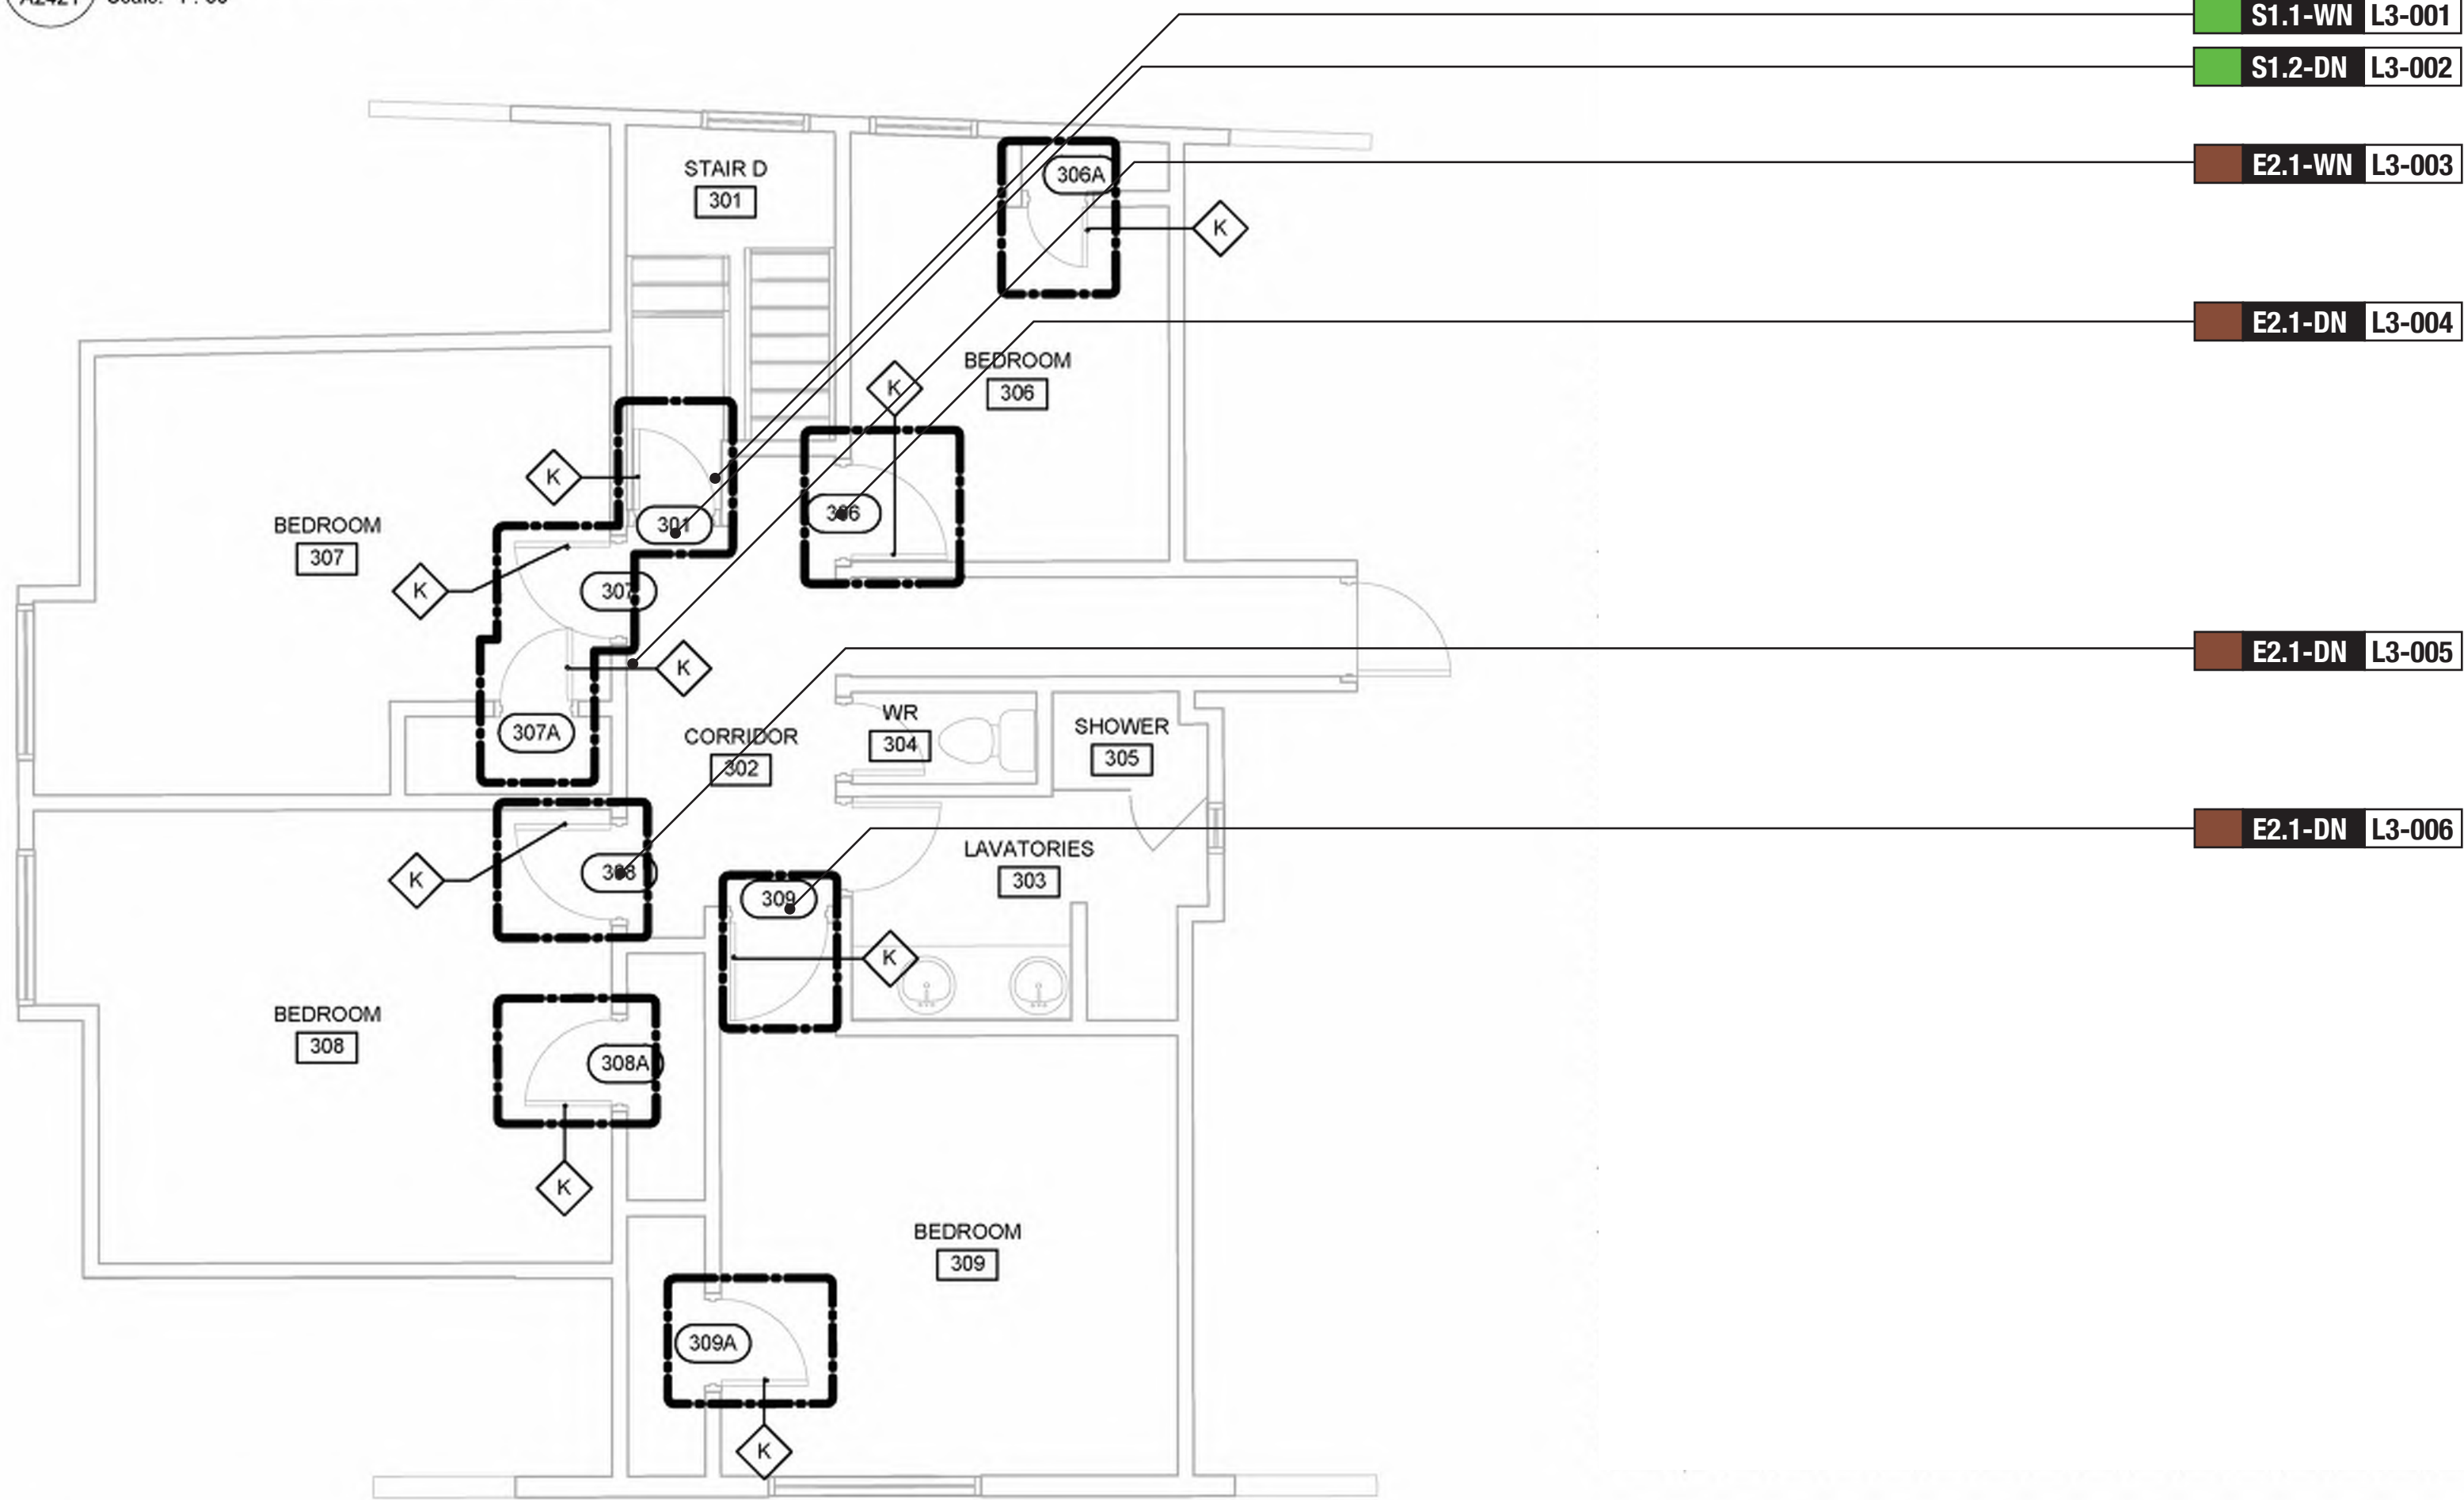 S1.1-WN L3-001
S1.2-DN L3-002
E2.1-WN L3-003
STAIR D
301
306A
K
E2.1-DN L3-004
BEDROOM
306
K
K
301
306
BEDROOM
307
K
307
K
E2.1-DN L3-005
307A
CORRIDOR
302
WR
304
SHOWER
305
E2.1-DN L3-006
K
308
309
LAVATORIES
303
K
BEDROOM
308
308A
K
BEDROOM
309
309A
K